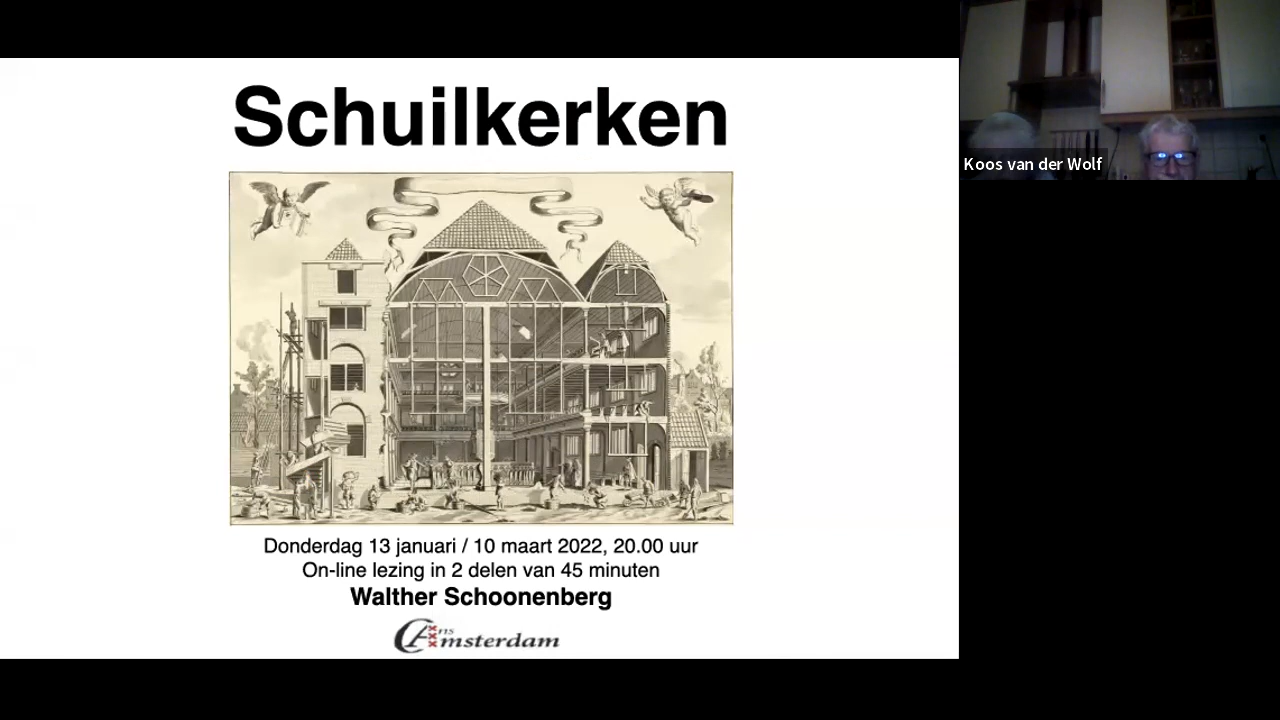 Schuilkerken
Koos van der Wolf
Donderdag 13 januari / 10 maart 2022, 20.00 uur
On-line lezing in 2 delen van 45 minuten
Walther Schoonenberg
Ons Amsterdam